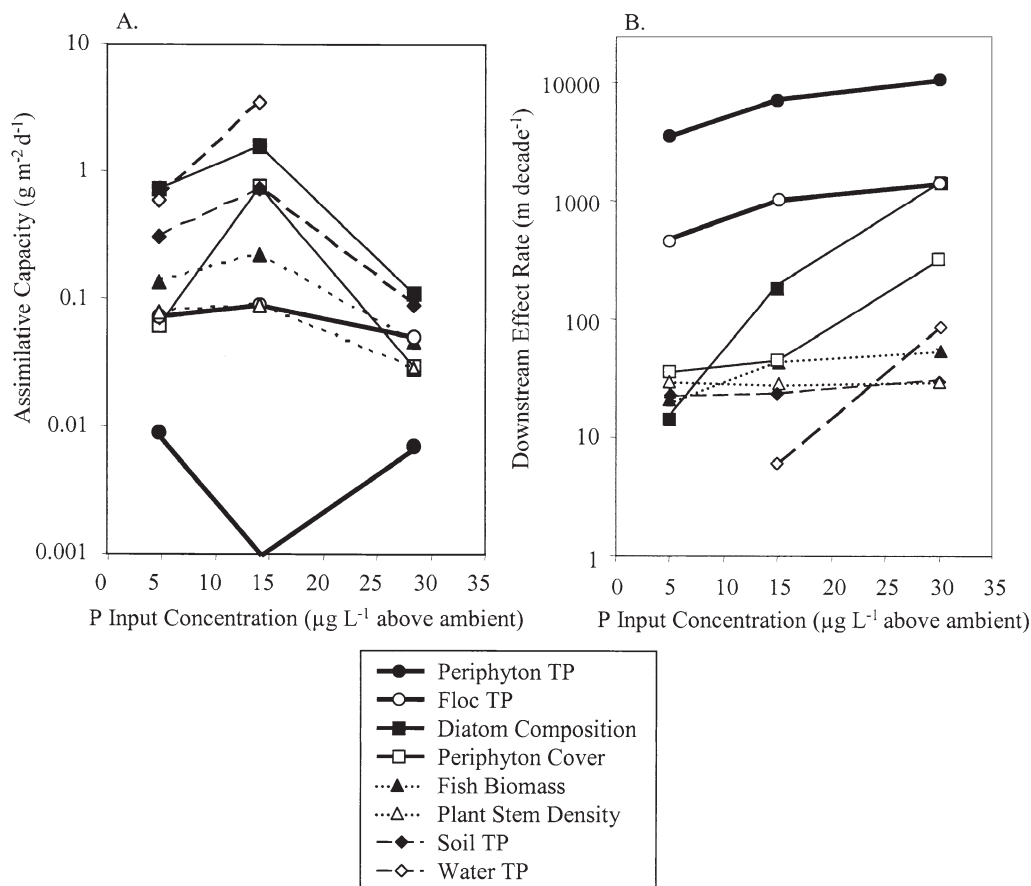 A.
10
1
0.1
0.01
0.001
0 5 10 15 20 25 30 35
Assimilative Capacity (g m⁻² d⁻¹)
P Input Concentration (µg L⁻¹ above ambient)
B.
10000
1000
100
10
1
0 5 10 15 20 25 30 35
Downstream Effect Rate (m decade⁻¹)
P Input Concentration (µg L⁻¹ above ambient)
Periphyton TP
Floc TP
Diatom Composition
Periphyton Cover
Fish Biomass
Plant Stem Density
Soil TP
Water TP